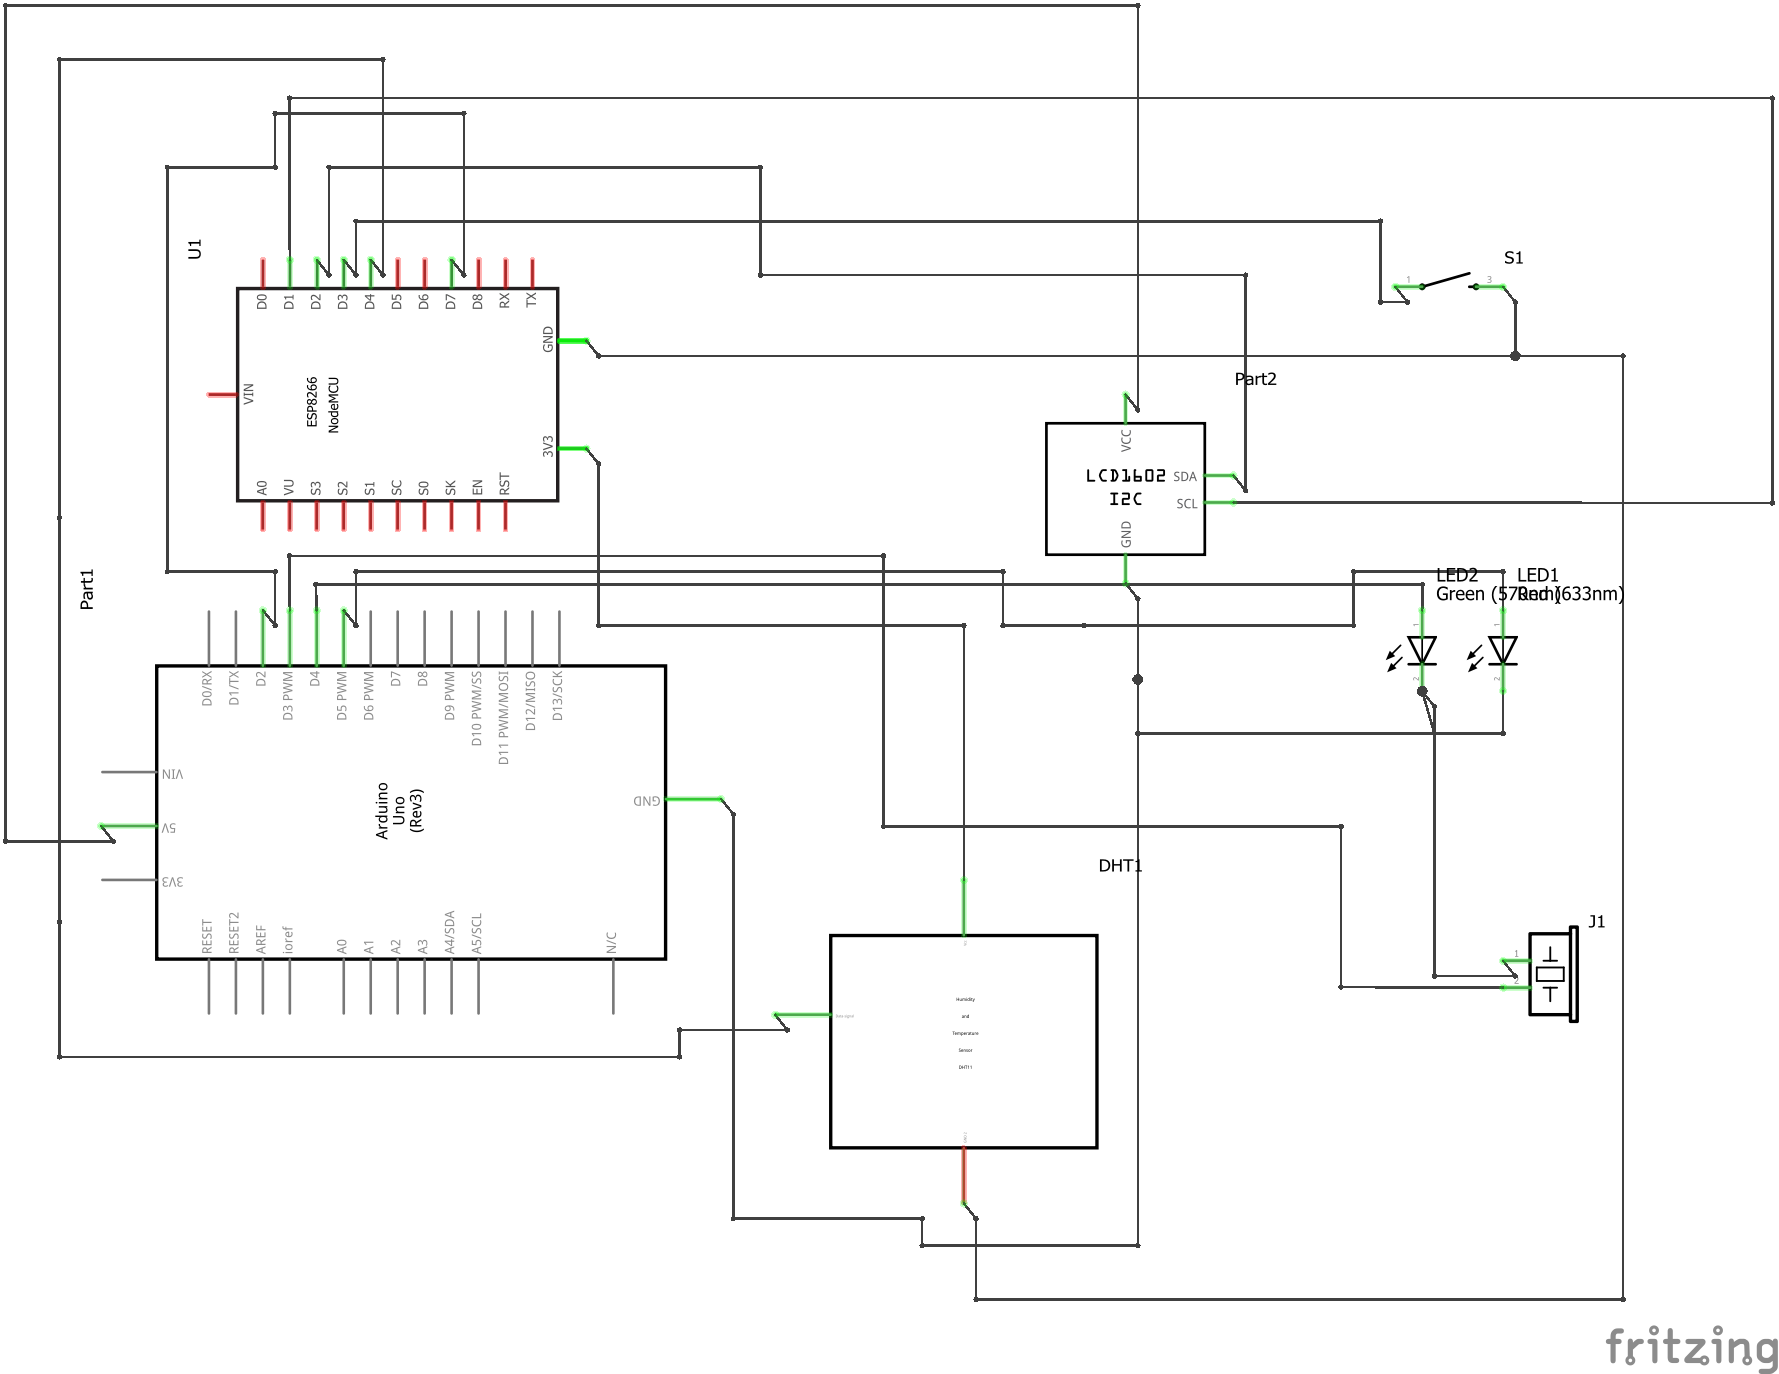 U1
D0
D1
D2
D3
D4
D5
D6
D7
D8
RX
TX
GND
VIN
ESP8266
NodeMCU
3V3
A0
VU
S3
S2
S1
SC
S0
SK
EN
RST
S1
1
3
Part2
VCC
LCD1602
I2C
SDA
SCL
GND
Part1
LED2
Green (570nm)
LED1
Red (633nm)
1
1
2
2
D0/RX
D1/TX
D2
D3 PWM
D4
D5 PWM
D6 PWM
D7
D8
D9 PWM
D10 PWM/SS
D11 PWM/MOSI
D12/MISO
D13/SCK
VIN
5V
3V3
Arduino
Uno
(Rev3)
GND
RESET
RESET2
AREF
ioref
A0
A1
A2
A3
A4/SDA
A5/SCL
N/C
DHT1
Humidity
and
Temperature
Sensor
DHT11
J1
1
2
fritzing